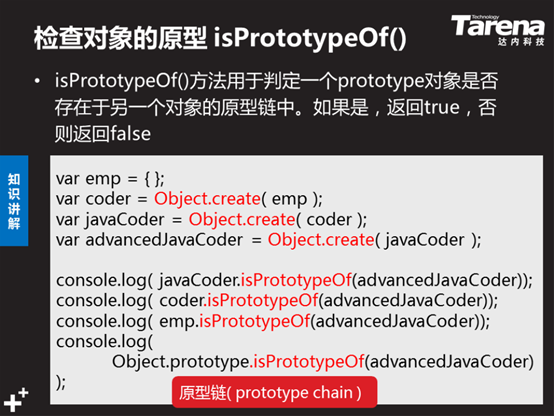 检查对象的原型 isPrototypeOf()
Technology
Tarena
达内科技
• isPrototypeOf()方法用于判定一个prototype对象是否
存在于另一个对象的原型链中。如果是，返回true，否
则返回false
知识讲解
var emp = { };
var coder = Object.create( emp );
var javaCoder = Object.create( coder );
var advancedJavaCoder = Object.create( javaCoder );
console.log( javaCoder.isPrototypeOf(advancedJavaCoder));
console.log( coder.isPrototypeOf(advancedJavaCoder));
console.log( emp.isPrototypeOf(advancedJavaCoder));
console.log(
Object.prototype.isPrototypeOf(advancedJavaCoder)
);
原型链( prototype chain )